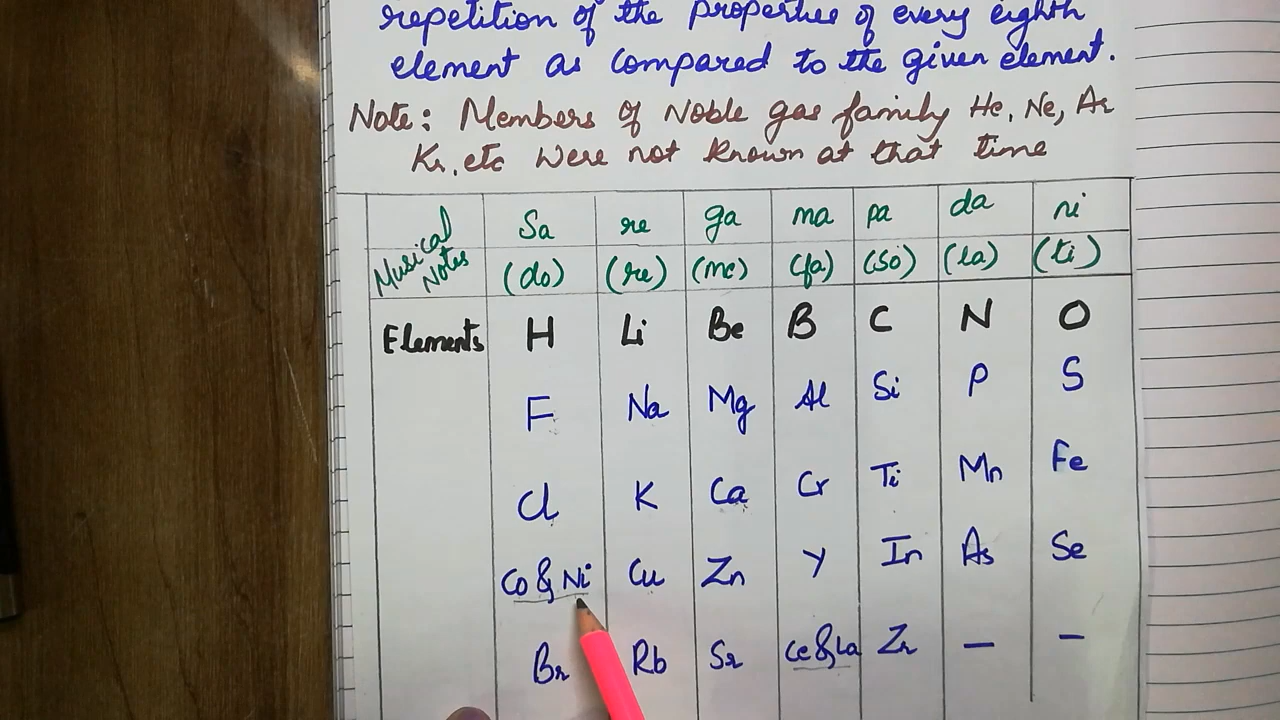 repetition of the properties of every eighth
element as compared to the given element.
Note: Members of Noble gas family He, Ne, Ar
Kr, etc were not known at that time
Musical Notes Sa re ga ma pa da ni
(do) (re) (me) (fa) (so) (la) (ti)
Elements H Li Be B C N O
F Na Mg Al Si P S
Cl K Ca Cr Ti Mn Fe
Co & Ni Cu Zn Y In As Se
Br Rb Sr Ce & La Zr – –